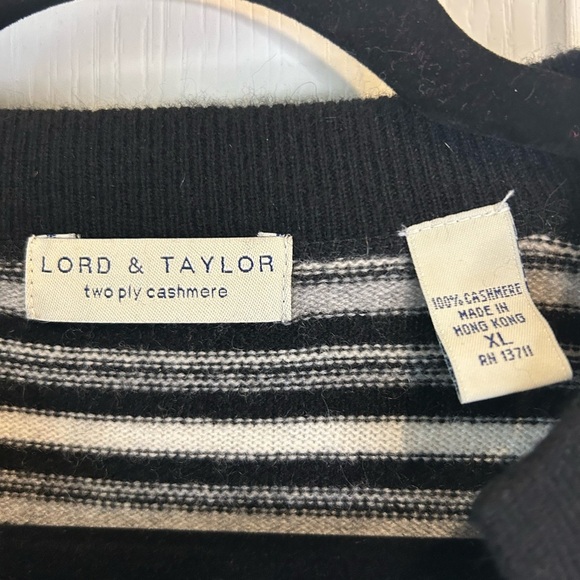 LORD & TAYLOR
two ply cashmere
100% CASHMERE
MADE IN
HONG KONG
XL
RN 13711